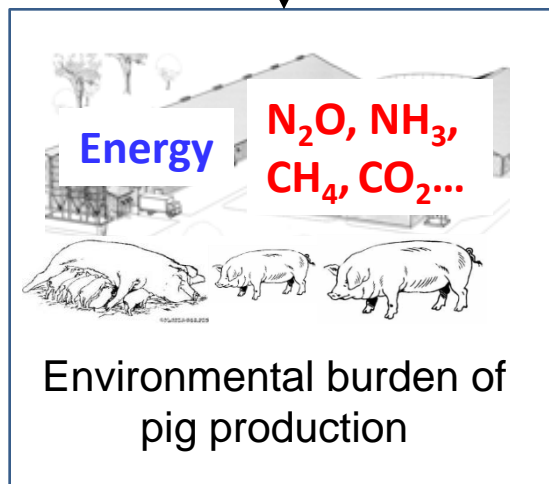 Energy
N₂O, NH₃,
CH₄, CO₂...
Environmental burden of
pig production